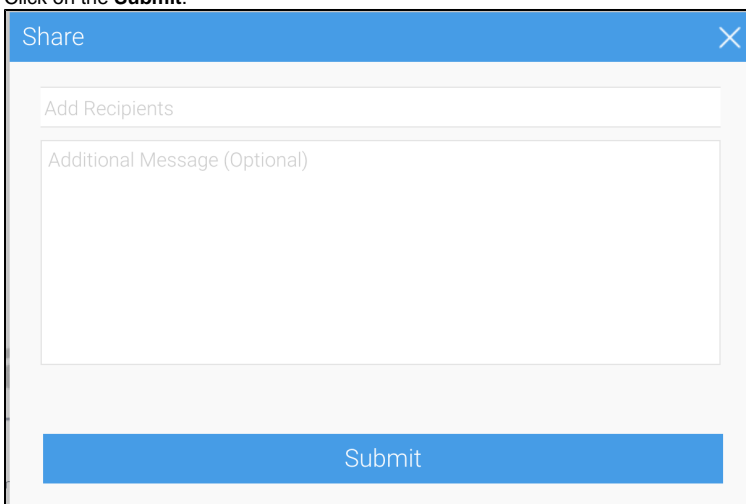 Click on the Submit.
Share
Add Recipients
Additional Message (Optional)
Submit